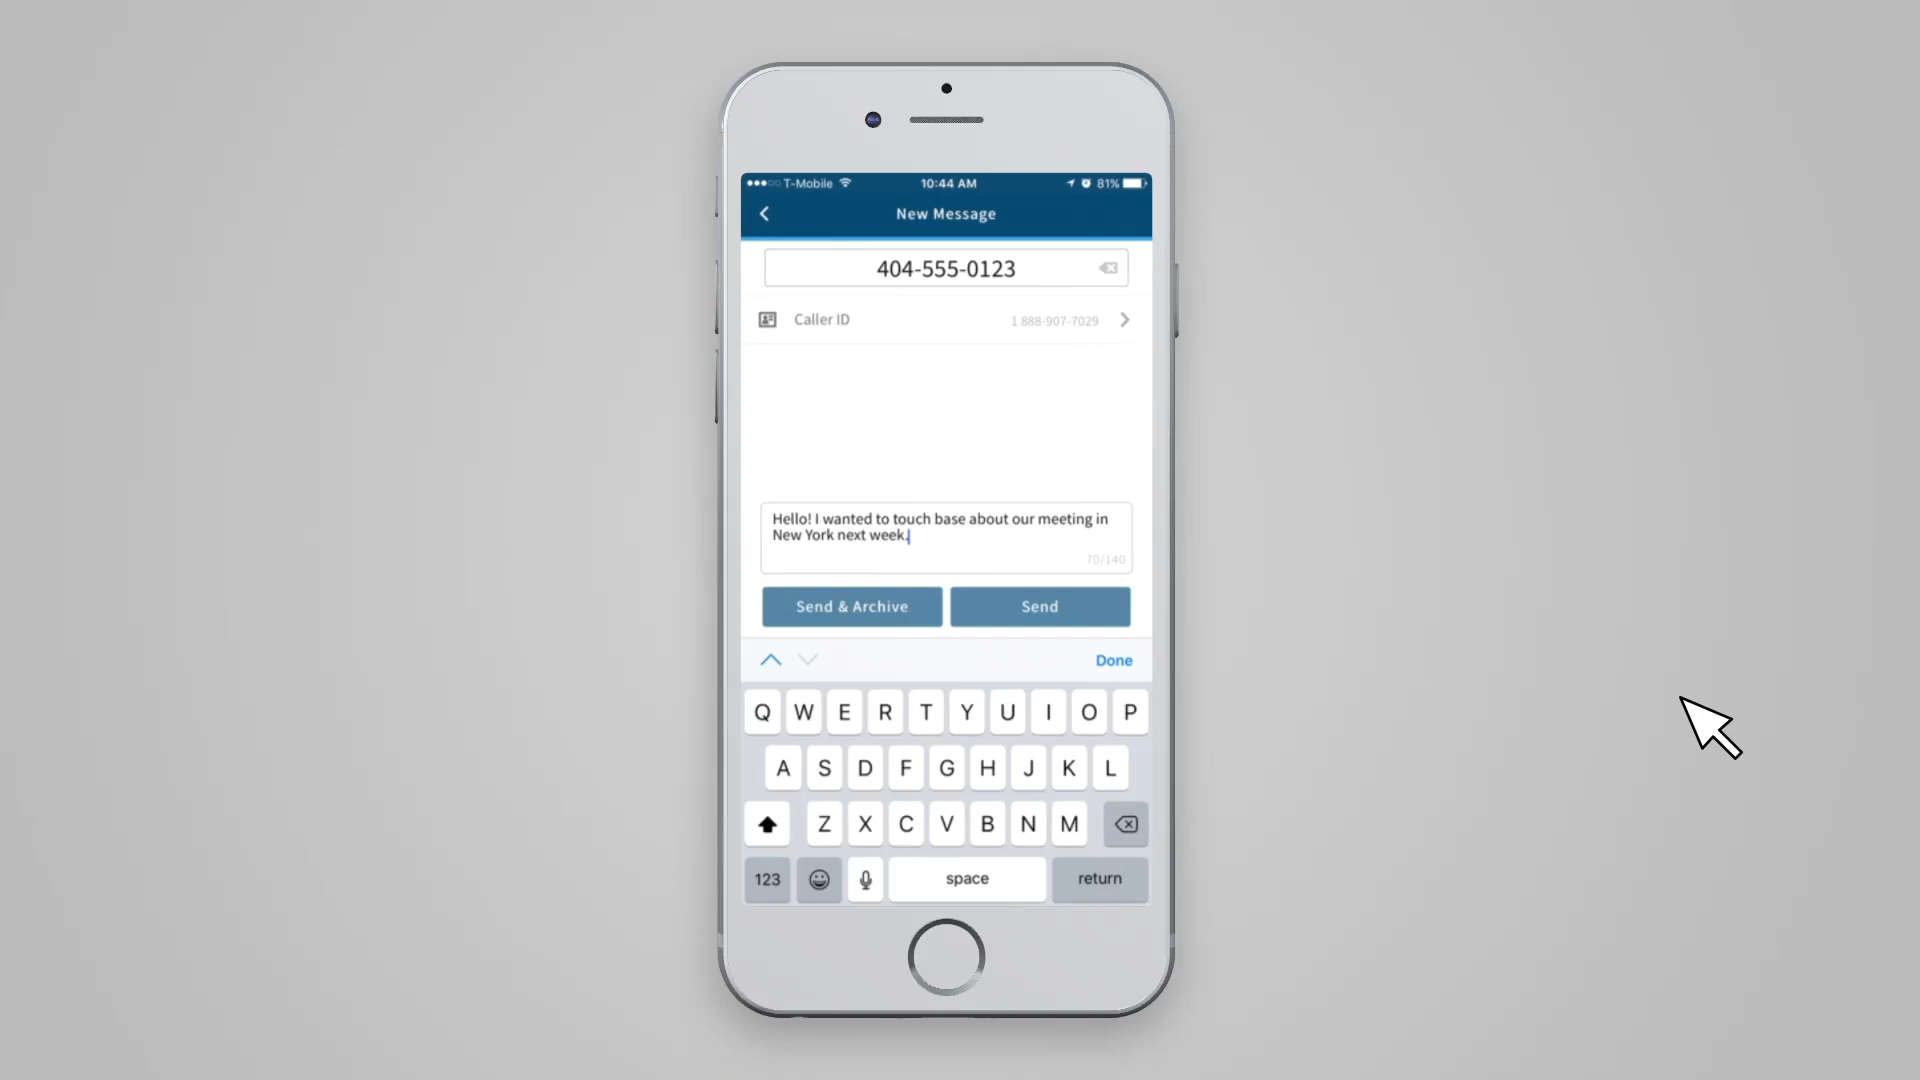 T-Mobile 10:44 AM 81%
New Message
404-555-0123
Caller ID 1 888-907-7029
Hello! I wanted to touch base about our meeting in
New York next week.
70/140
Send & Archive Send
Done
Q W E R T Y U I O P
A S D F G H J K L
Z X C V B N M
123 space return